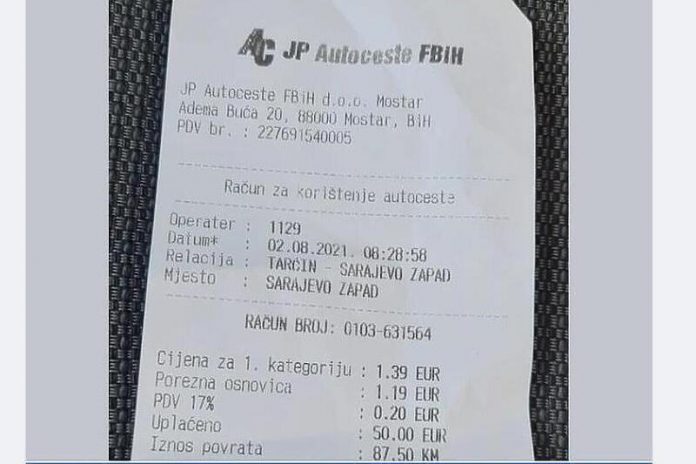 AC JP Autoceste FBiH
JP Autoceste FBiH d.o.o. Mostar
Adema Buća 20, 88000 Mostar, BiH
PDV br. : 227691540005
Račun za korištenje autoceste
Operater : 1129
Datum* : 02.08.2021. 08:28:58
Relacija : TARČIN - SARAJEVO ZAPAD
Mjesto : SARAJEVO ZAPAD
RAČUN BROJ: 0103-631564
Cijena za 1. kategoriju : 1.39 EUR
Porezna osnovica : 1.19 EUR
PDV 17% : 0.20 EUR
Uplaćeno : 50.00 EUR
Iznos povrata : 87.50 KM